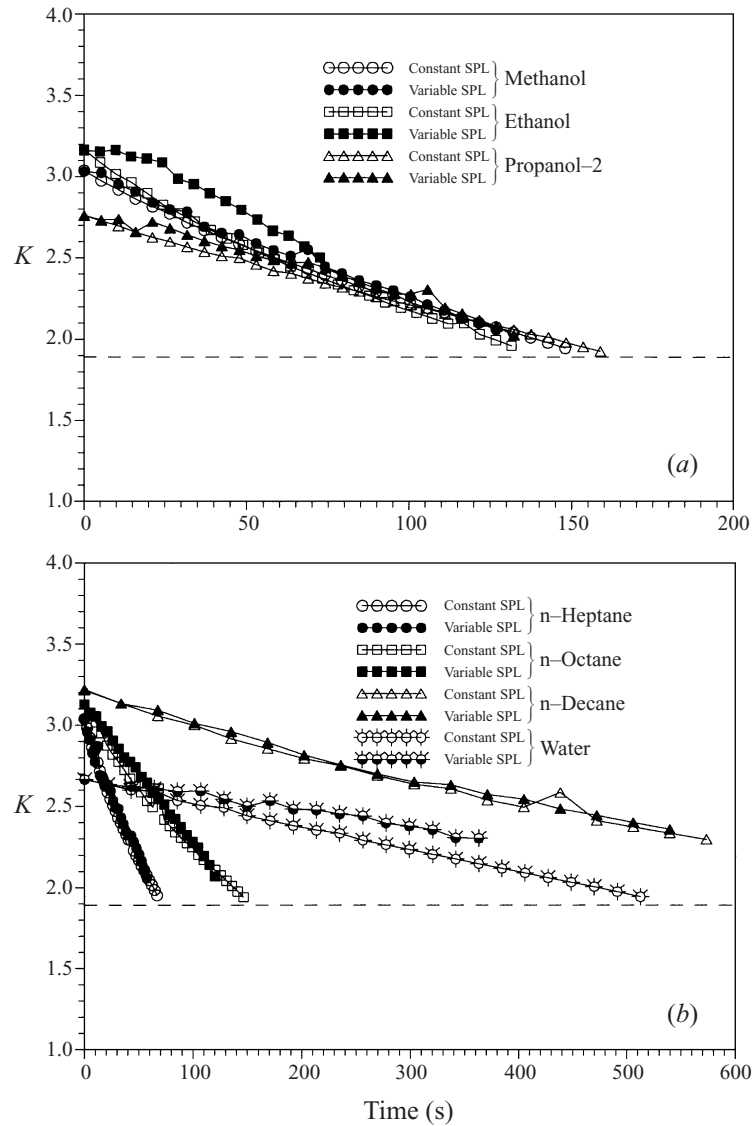 4.0
3.5
3.0
2.5
2.0
1.5
1.0
K
Constant SPL
Variable SPL
Methanol
Constant SPL
Variable SPL
Ethanol
Constant SPL
Variable SPL
Propanol–2
(a)
0
50
100
150
200
4.0
3.5
3.0
2.5
2.0
1.5
1.0
K
Constant SPL
Variable SPL
n–Heptane
Constant SPL
Variable SPL
n–Octane
Constant SPL
Variable SPL
n–Decane
Constant SPL
Variable SPL
Water
(b)
0
100
200
300
400
500
600
Time (s)